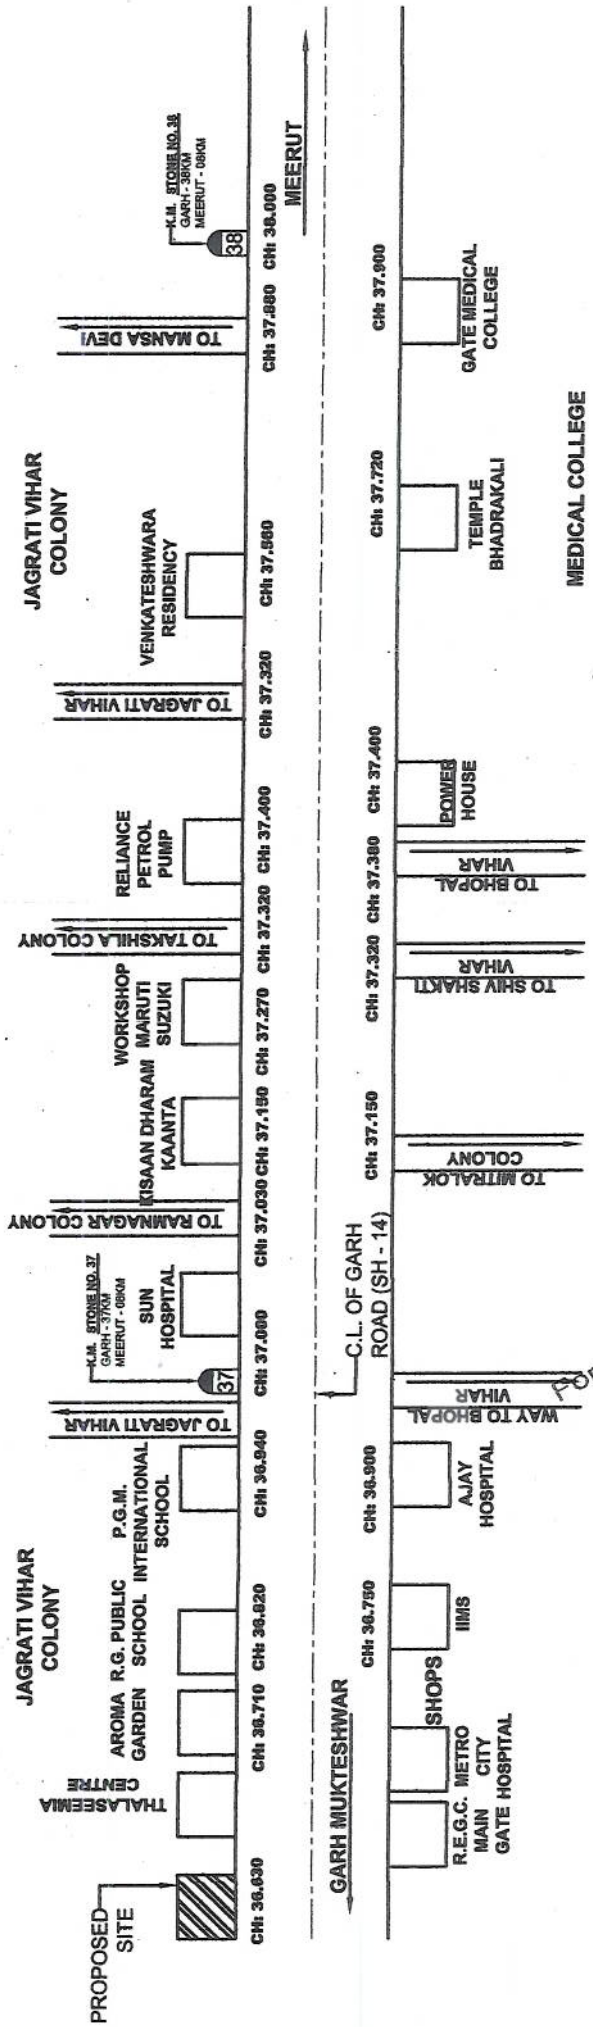 PROPOSED
SITE
CH: 36.630
THALASEEMIA
CENTRE
JAGRATI VIHAR
COLONY
AROMA
GARDEN
CH: 36.710
R.G. PUBLIC
SCHOOL
CH: 36.820
P.G.M.
INTERNATIONAL
SCHOOL
CH: 36.940
TO JAGRATI VIHAR
K.M. STONE NO. 37
GARH - 37KM
MEERUT - 08KM
37
CH: 37.000
SUN
HOSPITAL
TO RAMNAGAR COLONY
CH: 37.030
KISAAN DHARAM
KAANTA
CH: 37.150
WORKSHOP
MARUTI
SUZUKI
CH: 37.270
TO TAKSHILA COLONY
CH: 37.320
RELIANCE
PETROL
PUMP
CH: 37.400
TO JAGRATI VIHAR
CH: 37.320
VENKATESHWARA
RESIDENCY
CH: 37.560
JAGRATI VIHAR
COLONY
TO MANSA DEVI
CH: 37.880
K.M. STONE NO. 38
GARH - 38KM
MEERUT - 08KM
38
CH: 38.000
GARH MUKTESHWAR
C.L. OF GARH
ROAD (SH - 14)
MEERUT
R.E.G.C.
MAIN
GATE
METRO
CITY
HOSPITAL
SHOPS
CH: 36.750
IIMS
CH: 36.900
AJAY
HOSPITAL
WAY TO BHOPAL
VIHAR
CH: 37.150
TO MITRALOK
COLONY
CH: 37.320
TO SHIV SHAKTI
VIHAR
CH: 37.380
TO BHOPAL
VIHAR
CH: 37.400
POWER
HOUSE
CH: 37.720
TEMPLE
BHADRAKALI
CH: 37.900
GATE MEDICAL
COLLEGE
MEDICAL COLLEGE